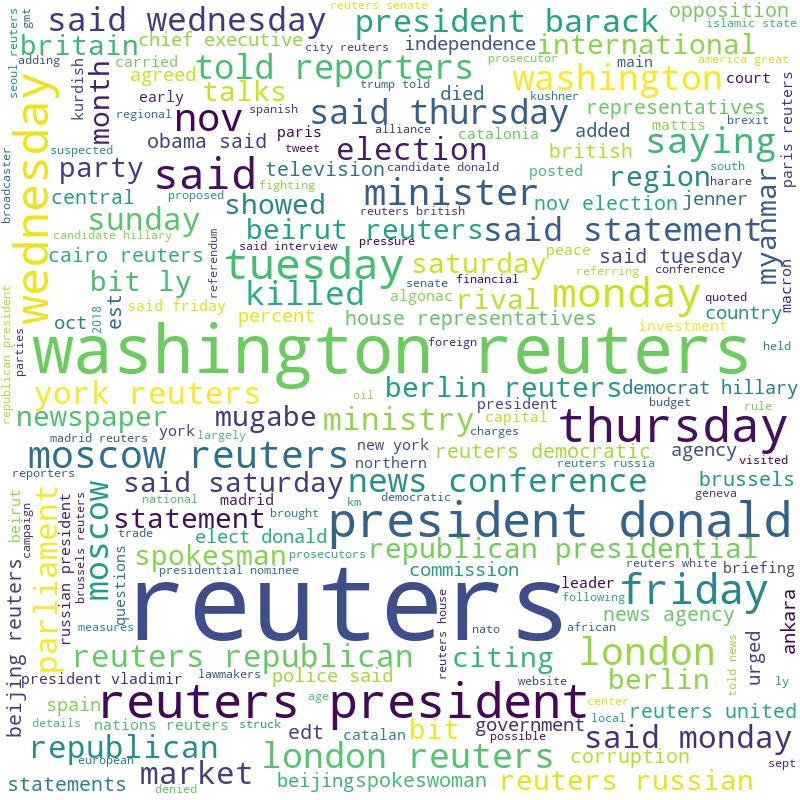 reuters senate
opposition
gmt
said wednesday
president barack
islamic state
seoul reuters
britain
chief executive
city reuters
independence
international
prosecutor
america great
adding
carried
told reporters
main
court
kurdish
month
agreed
talks
washington
early
trump told
died
kushner
representatives
brexit
regional
nov
spanish
said thursday
mattis
paris reuters
wednesday
obama said
paris
alliance
catalonia
added
saying
suspected
party
tweet
election
candidate donald
british
posted
broadcaster
said
television
region
south
central
fighting
minister
harare
proposed
showed
nov election
jenner
myanmar
sunday
reuters british
beirut reuters
said statement
candidate hillary
said interview
pressure
peace
cairo reuters
referendum
tuesday
senate
saturday
said tuesday
referring
conference
macron
bit ly
killed
financial
algonac
monday
quoted
republican president
est
said friday
rival
country
oct
2018
percent
house representatives
investment
parties
washington reuters
foreign
held
york reuters
oil
berlin reuters
democrat hillary
budget
newspaper
mugabe
ministry
president
capital
thursday
rule
york
largely
charges
madrid reuters
moscow reuters
new york
reuters democratic
agency
visited
reporters
northern
reuters russia
said saturday
news conference
brussels
national
km
democratic
geneva
beirut
campaign
parliament
russian president
brussels reuters
moscow
statement
madrid
brought
president donald
trade
elect donald
questions
spokesman
prosecutors
republican presidential
presidential nominee
commission
reuters white
briefing
reuters
leader
friday
following
measures
nato
african
news agency
ankara
beijing reuters
reuters republican
reuters house
citing
london
told news
urged
president vladimir
police said
lawmakers
website
berlin
center
ly
spain
age
reuters president
local
reuters united
details
nations reuters
struck
edt
catalan
bit
government
possible
said monday
republican
london reuters
corruption
european
sept
statements
market
denied
beijing
spokeswoman
reuters russian